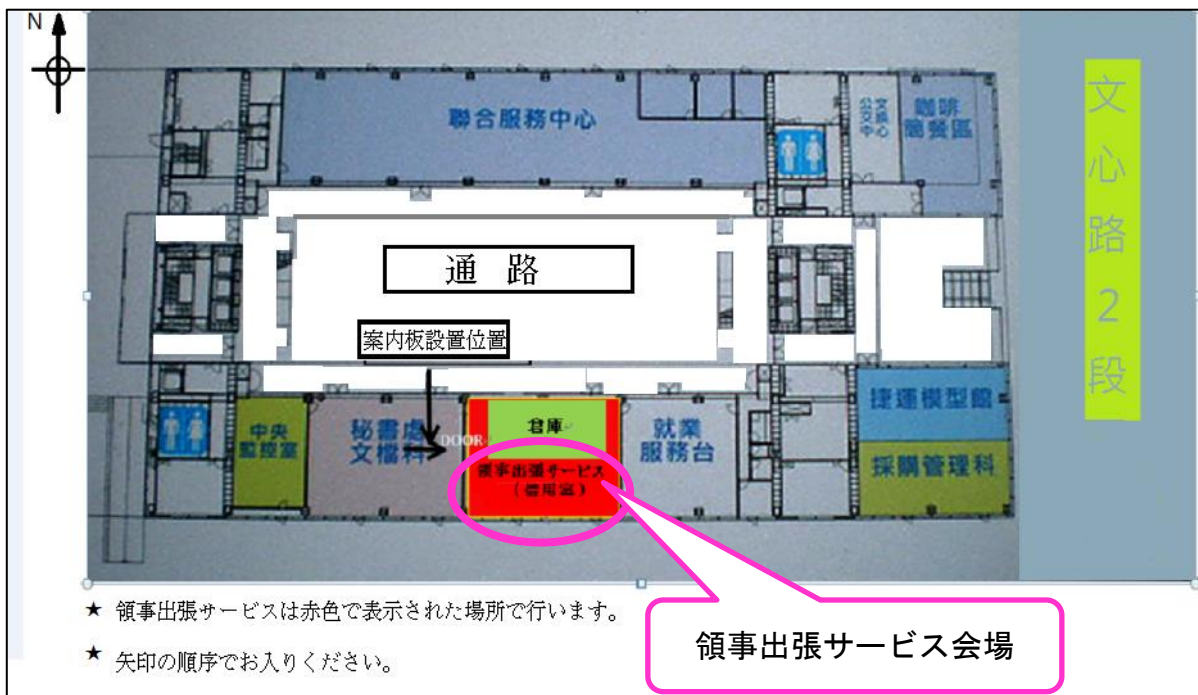 N
聯合服務中心
公文
交換
中心
咖啡
簡餐區
文心路2段
通 路
案内板設置位置
中央
監控室
秘書處
文檔科
DOOR
倉庫
領事出張サービス
(借用室)
就業
服務台
捷運模型館
採購管理科
★ 領事出張サービスは赤色で表示された場所で行います。
★ 矢印の順序でお入りください。
領事出張サービス会場